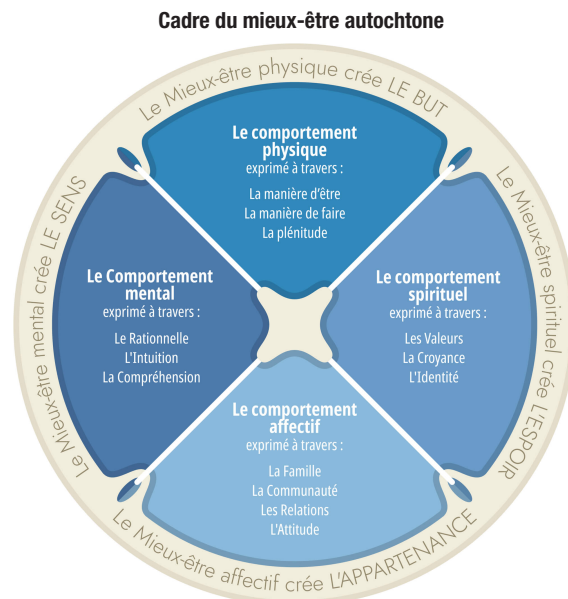 Cadre du mieux-être autochtone
Le Mieux-être physique crée LE BUT
Le comportement
physique
exprimé à travers :
La manière d'être
La manière de faire
La plénitude
Le Mieux-être spirituel crée L'ESPOIR
Le comportement
spirituel
exprimé à travers :
Les Valeurs
La Croyance
L'Identité
Le Mieux-être affectif crée L'APPARTENANCE
Le comportement
affectif
exprimé à travers :
La Famille
La Communauté
Les Relations
L'Attitude
Le Mieux-être mental crée LE SENS
Le Comportement
mental
exprimé à travers :
Le Rationnelle
L'Intuition
La Compréhension